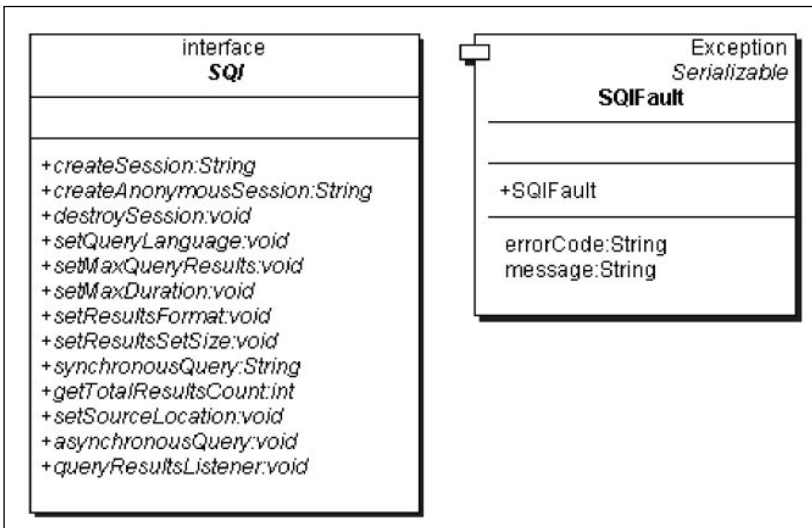 interface
SQI
+createSession:String
+createAnonymousSession:String
+destroySession:void
+setQueryLanguage:void
+setMaxQueryResults:void
+setMaxDuration:void
+setResultsFormat:void
+setResultsSetSize:void
+synchronousQuery:String
+getTotalResultsCount:int
+setSourceLocation:void
+asynchronousQuery:void
+queryResultsListener:void
Exception
Serializable
SQIFault
+SQIFault
errorCode:String
message:String